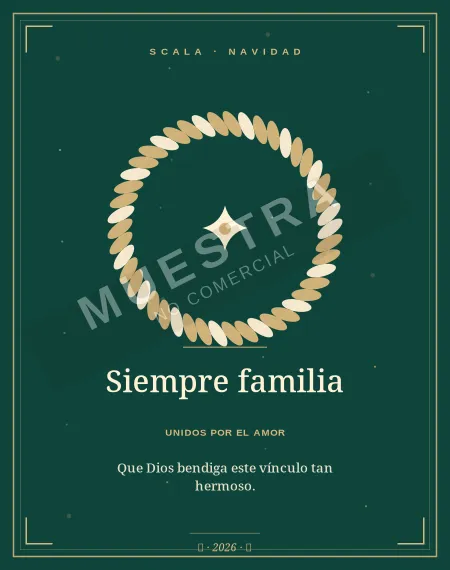 SCALA · NAVIDAD
MUESTRA
NO COMERCIAL
Siempre familia
UNIDOS POR EL AMOR
Que Dios bendiga este vínculo tan
hermoso.
· 2026 ·